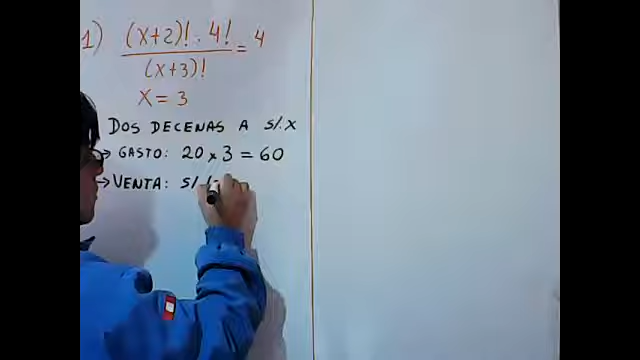 1) (x+2)! . 4!
(x+3)! = 4
x = 3
DOS DECENAS A s/. x
→ GASTO: 20 x 3 = 60
→ VENTA: s/.